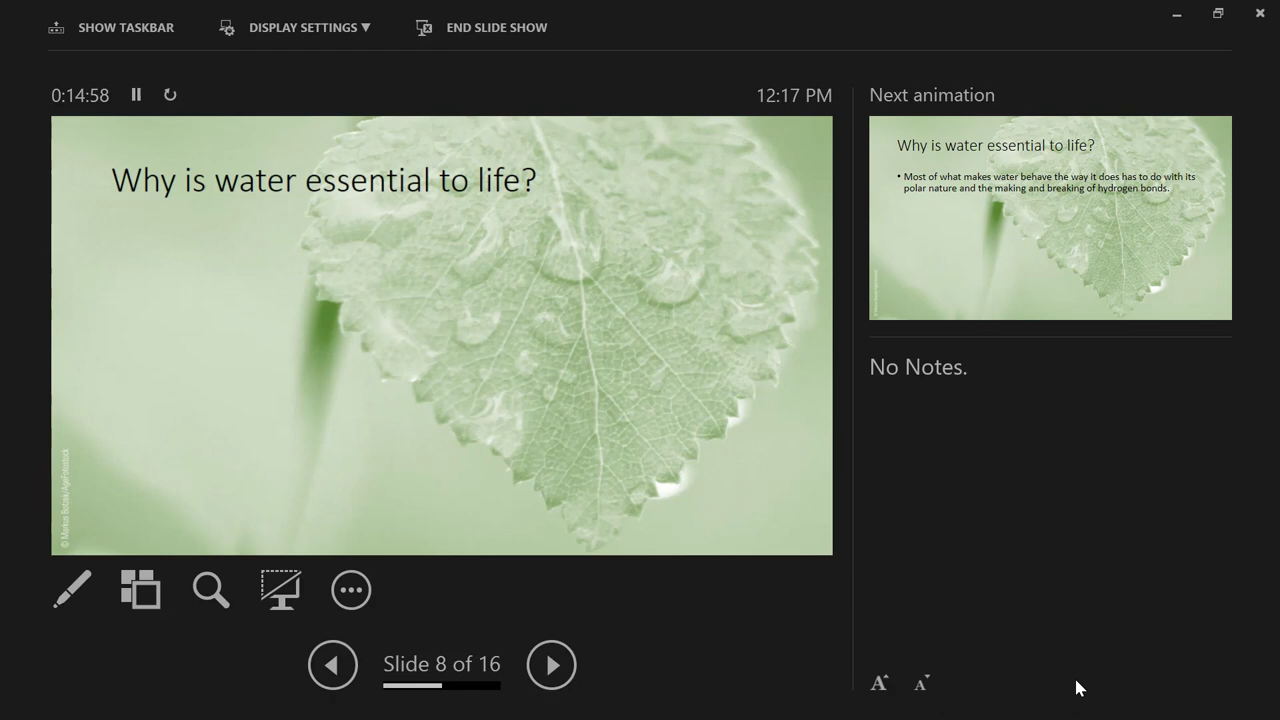 SHOW TASKBAR
DISPLAY SETTINGS ▼
END SLIDE SHOW
0:14:58
12:17 PM
Why is water essential to life?
© Markus Botzek/AgeFotostock
Slide 8 of 16
Next animation
Why is water essential to life?
• Most of what makes water behave the way it does has to do with its
polar nature and the making and breaking of hydrogen bonds.
No Notes.
A A